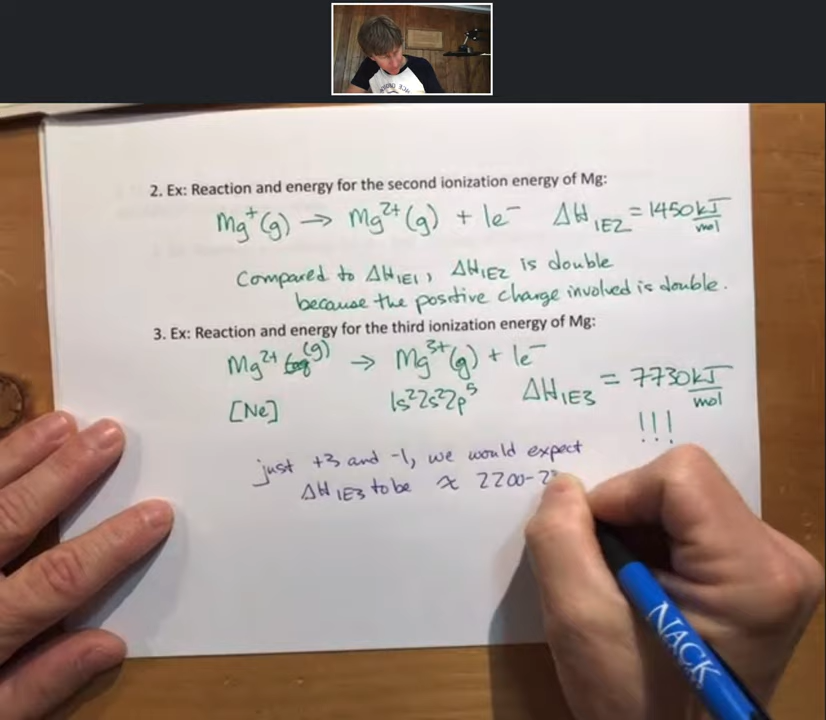 2. Ex: Reaction and energy for the second ionization energy of Mg:
Mg⁺(g) → Mg²⁺(g) + 1e⁻ ΔH IE2 = 1450 kJ/mol
Compared to ΔH IE1, ΔH IE2 is double
because the positive charge involved is double.
3. Ex: Reaction and energy for the third ionization energy of Mg:
Mg²⁺ (g) → Mg³⁺(g) + 1e⁻ ΔH IE3 = 7730 kJ/mol
[Ne] 1s²2s²2p⁵ !!!
just +3 and -1, we would expect
ΔH IE3 to be ≈ 2200-2
NACK